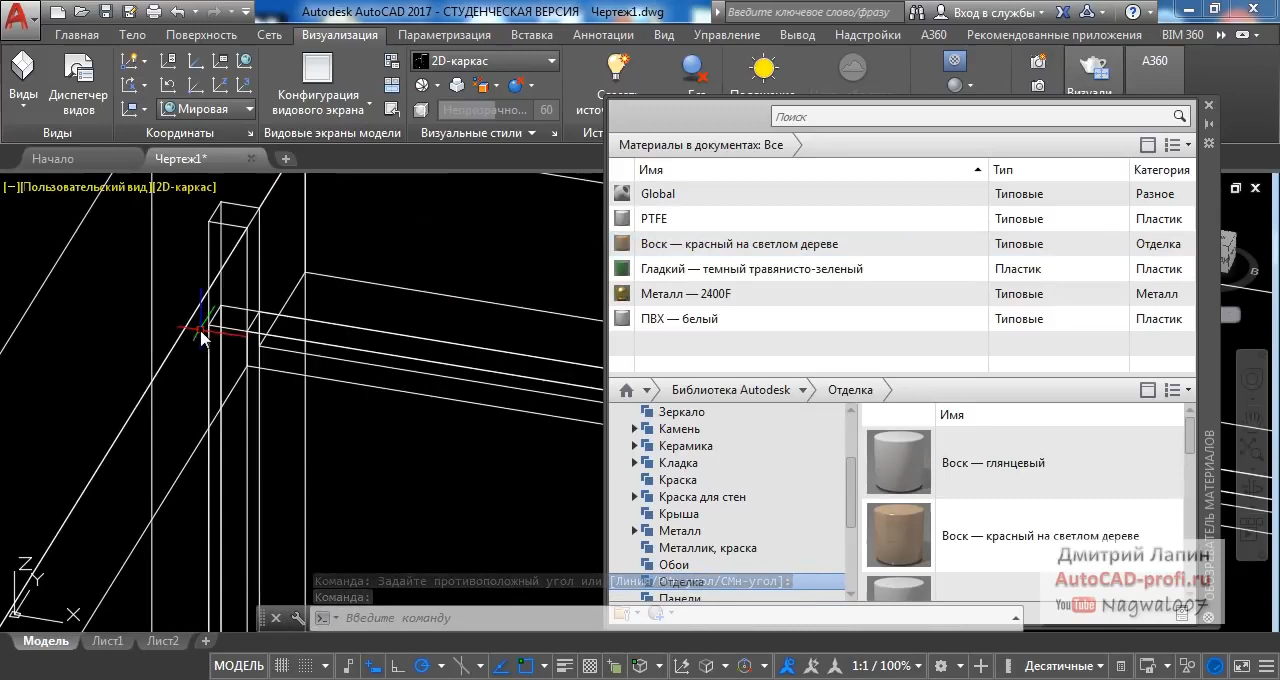 Autodesk AutoCAD 2017 - СТУДЕНЧЕСКАЯ ВЕРСИЯ Чертеж1.dwg
Введите ключевое слово/фразу
Вход в службы
Главная Тело Поверхность Сеть Визуализация Параметризация Вставка Аннотации Вид Управление Вывод Надстройки A360 Рекомендованные приложения BIM 360
Виды
Диспетчер
видов
Мировая
Конфигурация
видового экрана
2D-каркас
Непрозрачно... 60
A360
Виды Координаты Видовые экраны модели Визуальные стили
Начало Чертеж1*
[−][Пользовательский вид][2D-каркас]
Поиск
Материалы в документах: Все
Имя Тип Категория
Global Типовые Разное
PTFE Типовые Пластик
Воск — красный на светлом дереве Типовые Отделка
Гладкий — темный травянисто-зеленый Пластик Пластик
Металл — 2400F Типовые Металл
ПВХ — белый Типовые Пластик
Библиотека Autodesk Отделка
Зеркало
Камень
Керамика
Кладка
Краска
Краска для стен
Крыша
Металл
Металлик, краска
Обои
Отделка
Панели
Имя
Воск — глянцевый
Воск — красный на светлом дереве
ОБОЗРЕВАТЕЛЬ МАТЕРИАЛОВ
В
Z
Y
X
Команда: Задайте противоположный угол или [Линия/СМн-угол]:
Команда:
Введите команду
Дмитрий Лапин
AutoCAD-profi.ru
YouTube Nagwal007
Модель Лист1 Лист2
МОДЕЛЬ 1:1 / 100% Десятичные